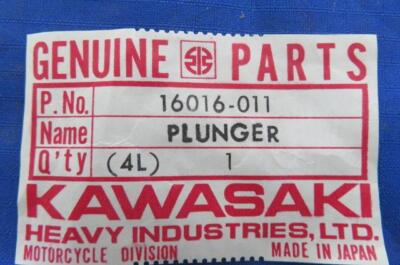 GENUINE PARTS
P. No. 16016-011
Name PLUNGER
Q'ty (4L) 1
KAWASAKI
HEAVY INDUSTRIES, LTD.
MOTORCYCLE DIVISION MADE IN JAPAN